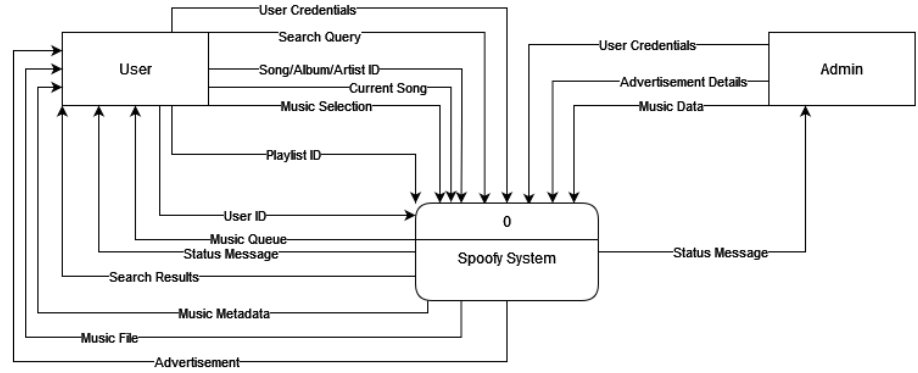 User Credentials
Search Query
User Credentials
User
Song/Album/Artist ID
Admin
Advertisement Details
Current Song
Music Selection
Music Data
Playlist ID
User ID
0
Music Queue
Status Message
Spoofy System
Status Message
Search Results
Music Metadata
Music File
Advertisement